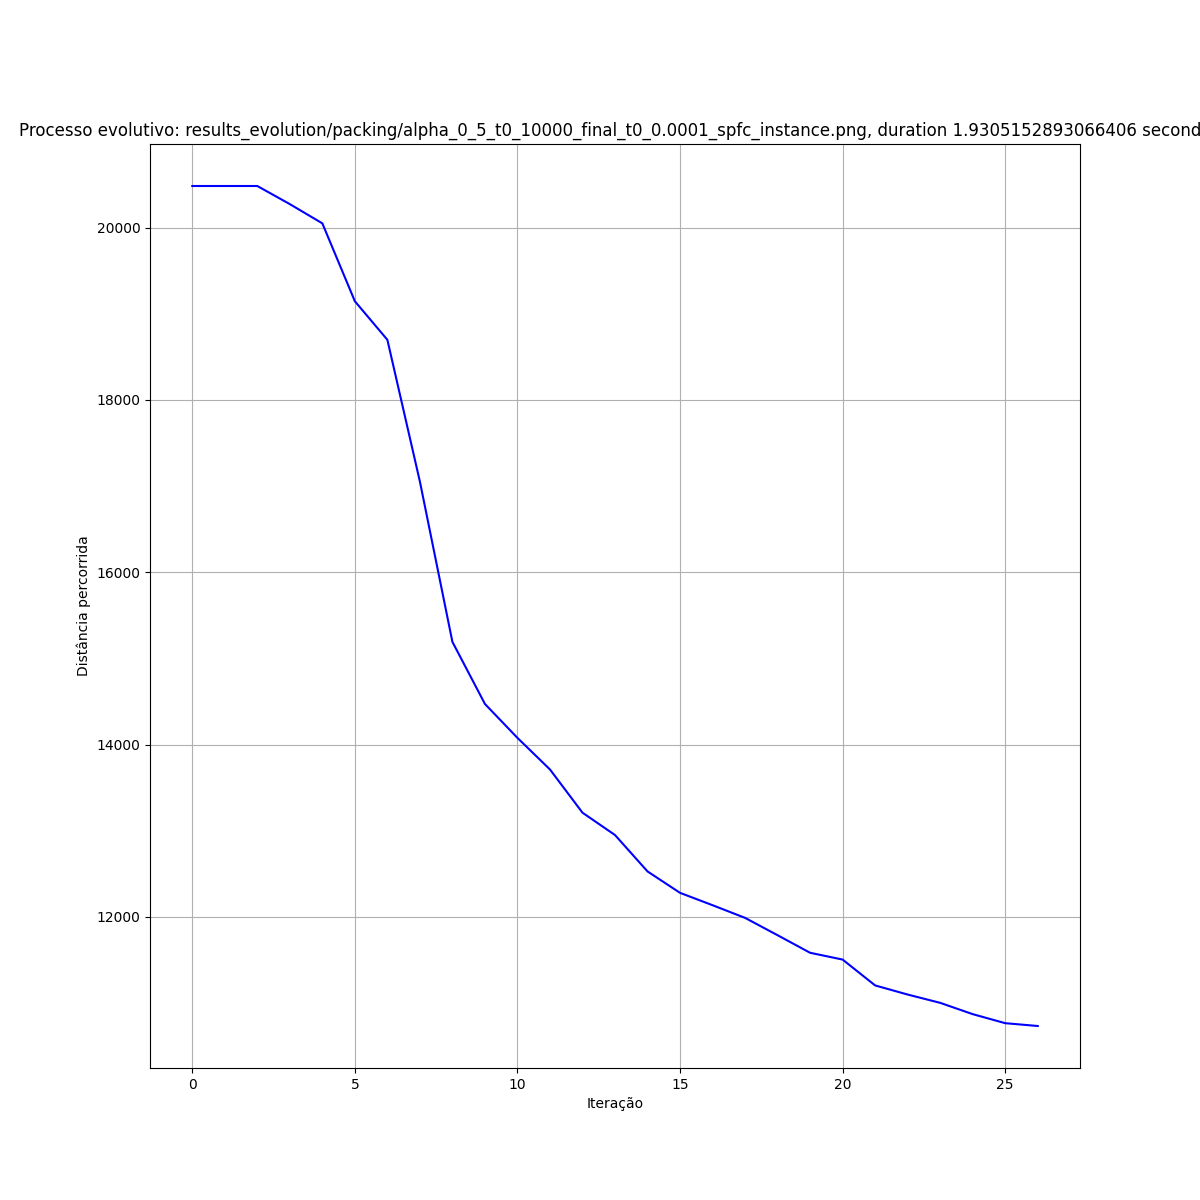 Processo evolutivo: results_evolution/packing/alpha_0_5_t0_10000_final_t0_0.0001_spfc_instance.png, duration 1.9305152893066406 second
20000
18000
16000
14000
12000
Distância percorrida
0 5 10 15 20 25
Iteração